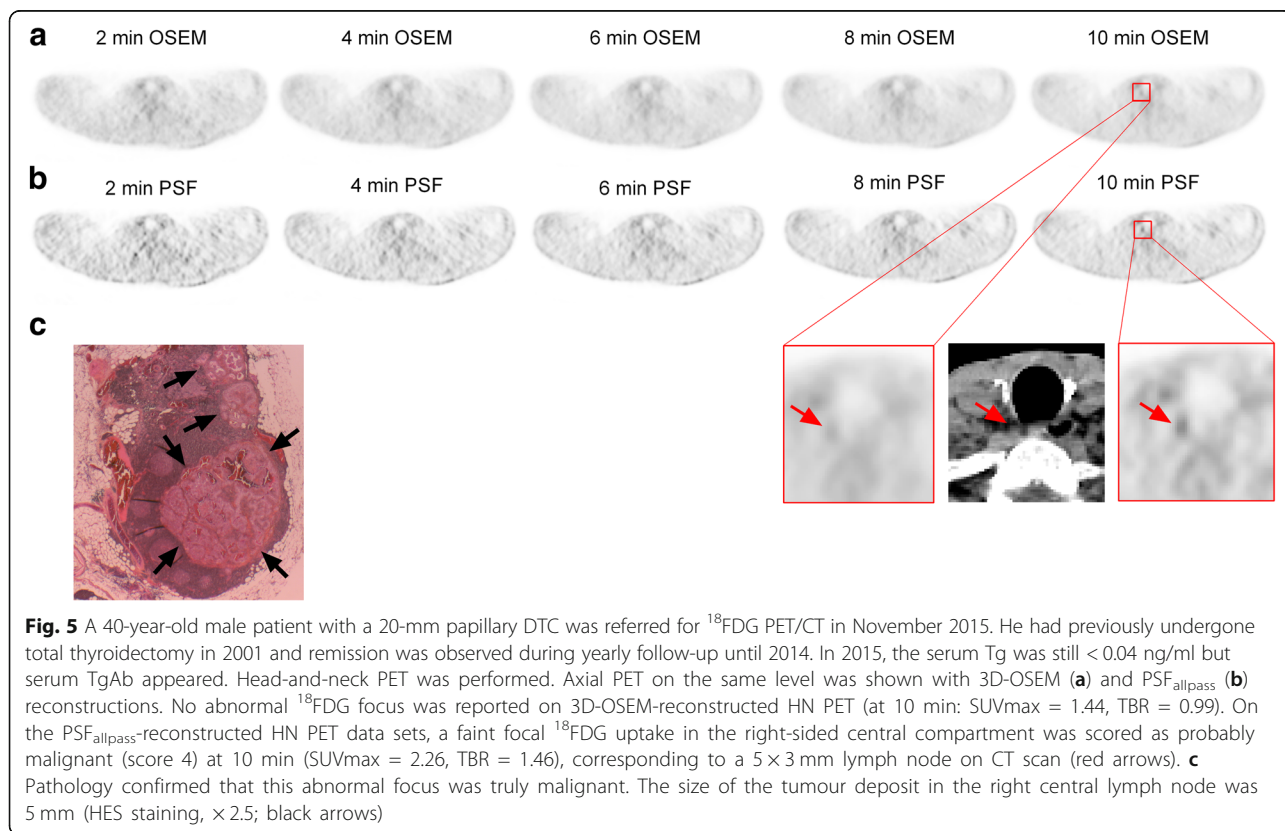 a
2 min OSEM 4 min OSEM 6 min OSEM 8 min OSEM 10 min OSEM
b
2 min PSF 4 min PSF 6 min PSF 8 min PSF 10 min PSF
c
Fig. 5 A 40-year-old male patient with a 20-mm papillary DTC was referred for 18FDG PET/CT in November 2015. He had previously undergone
total thyroidectomy in 2001 and remission was observed during yearly follow-up until 2014. In 2015, the serum Tg was still < 0.04 ng/ml but
serum TgAb appeared. Head-and-neck PET was performed. Axial PET on the same level was shown with 3D-OSEM (a) and PSFallpass (b)
reconstructions. No abnormal 18FDG focus was reported on 3D-OSEM-reconstructed HN PET (at 10 min: SUVmax = 1.44, TBR = 0.99). On
the PSFallpass-reconstructed HN PET data sets, a faint focal 18FDG uptake in the right-sided central compartment was scored as probably
malignant (score 4) at 10 min (SUVmax = 2.26, TBR = 1.46), corresponding to a 5 × 3 mm lymph node on CT scan (red arrows). c
Pathology confirmed that this abnormal focus was truly malignant. The size of the tumour deposit in the right central lymph node was
5 mm (HES staining, × 2.5; black arrows)